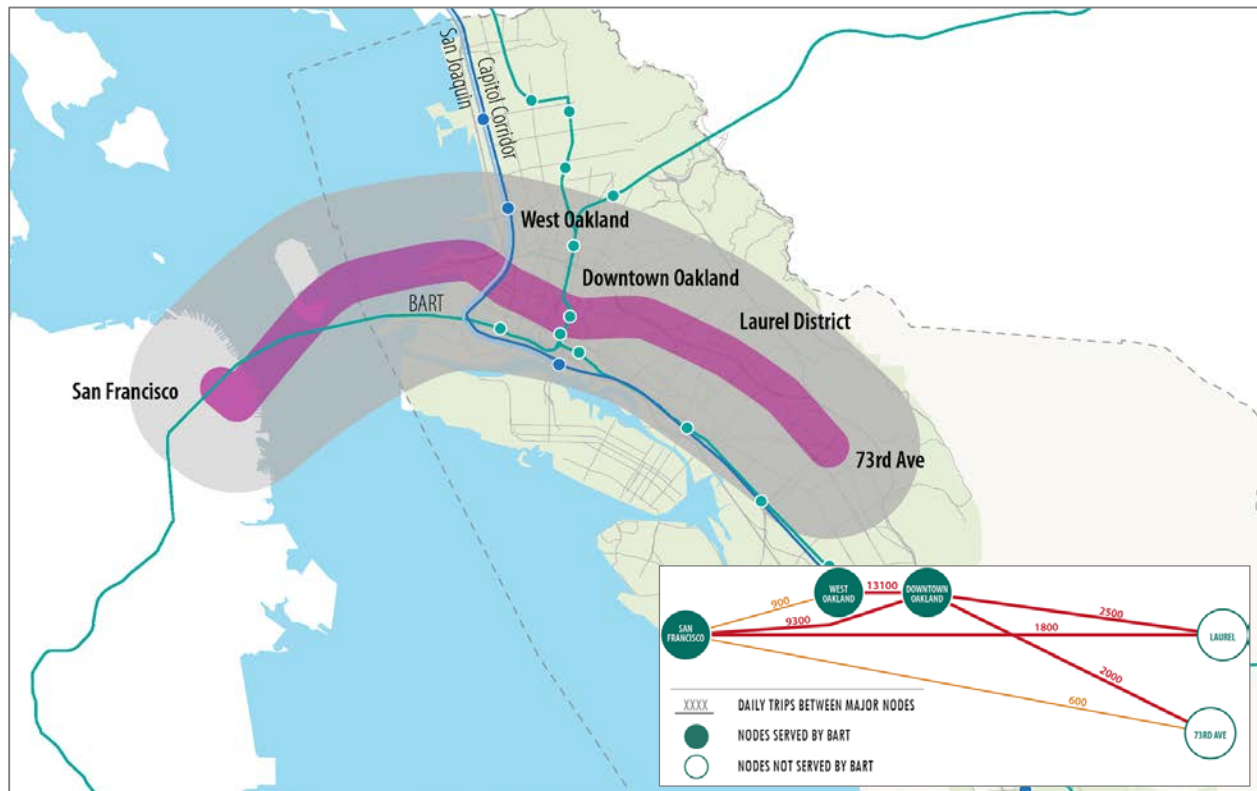 San Joaquin
Capitol Corridor
West Oakland
Downtown Oakland
BART
Laurel District
San Francisco
73rd Ave
WEST
OAKLAND
13100
DOWNTOWN
OAKLAND
900
9300
2500
SAN
FRANCISCO
1800
LAUREL
2000
600
XXXX DAILY TRIPS BETWEEN MAJOR NODES
NODES SERVED BY BART
73RD AVE
NODES NOT SERVED BY BART